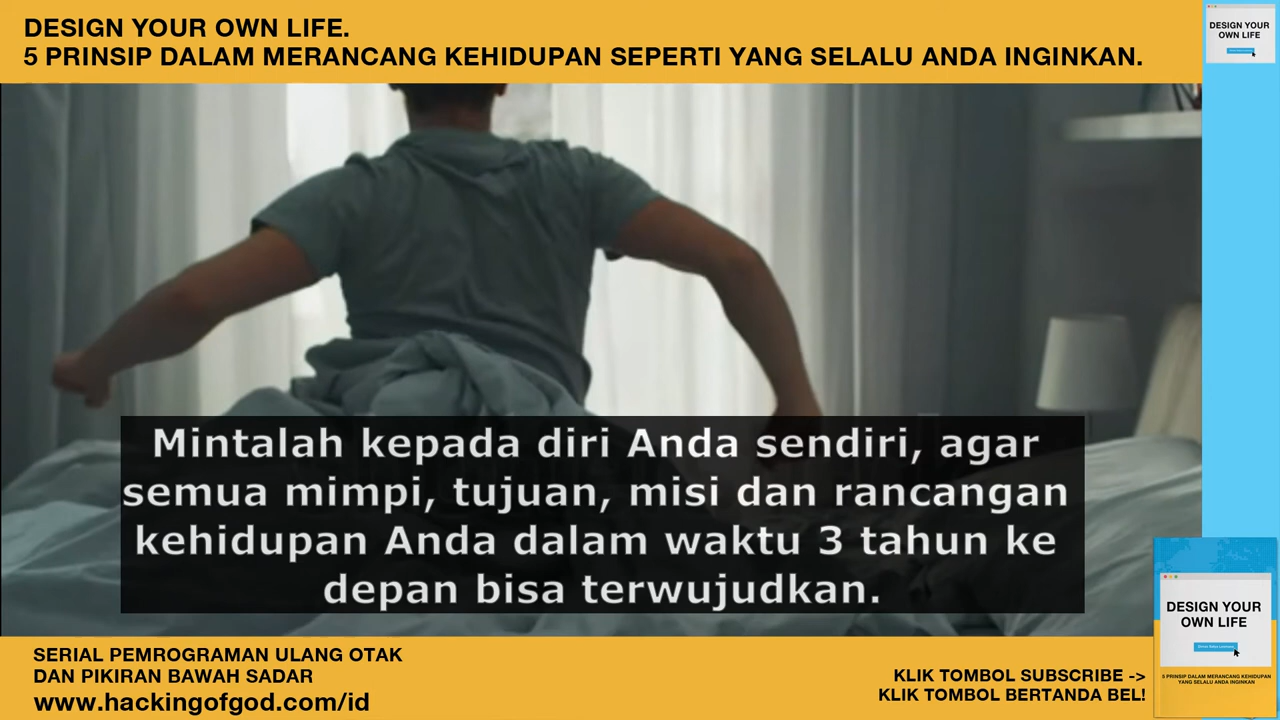 DESIGN YOUR OWN LIFE.
5 PRINSIP DALAM MERANCANG KEHIDUPAN SEPERTI YANG SELALU ANDA INGINKAN.
DESIGN YOUR
OWN LIFE
Mintalah kepada diri Anda sendiri, agar
semua mimpi, tujuan, misi dan rancangan
kehidupan Anda dalam waktu 3 tahun ke
depan bisa terwujudkan.
SERIAL PEMROGRAMAN ULANG OTAK
DAN PIKIRAN BAWAH SADAR
www.hackingofgod.com/id
KLIK TOMBOL SUBSCRIBE ->
KLIK TOMBOL BERTANDA BEL!
DESIGN YOUR
OWN LIFE
5 PRINSIP DALAM MERANCANG KEHIDUPAN
YANG SELALU ANDA INGINKAN